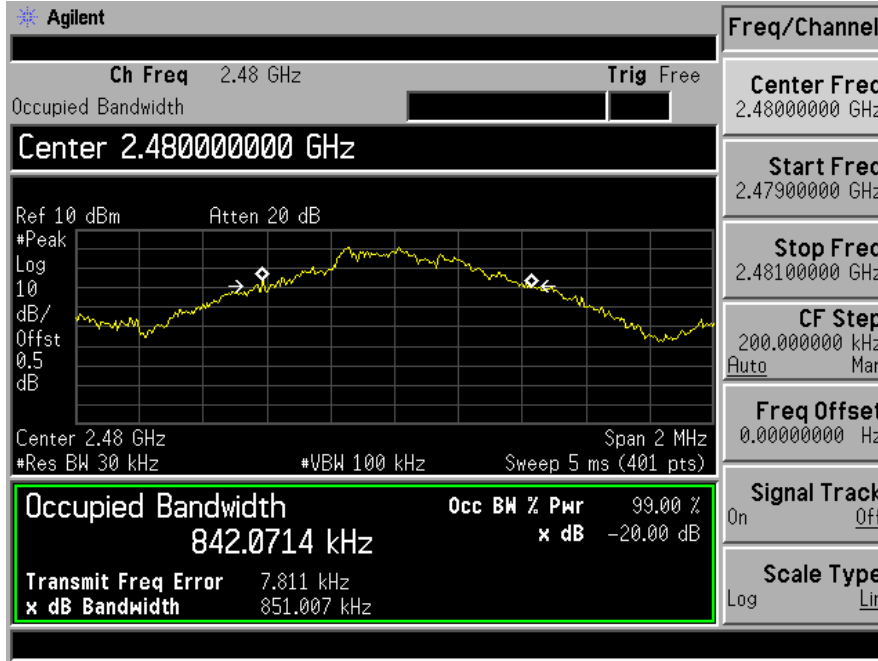 Agilent
Freq/Channel
Ch Freq 2.48 GHz Trig Free
Occupied Bandwidth
Center 2.480000000 GHz
Ref 10 dBm Atten 20 dB
#Peak
Log
10
dB/
Offst
0.5
dB
Center 2.48 GHz Span 2 MHz
#Res BW 30 kHz #VBW 100 kHz Sweep 5 ms (401 pts)
Occupied Bandwidth
842.0714 kHz
Occ BW % Pwr 99.00 %
x dB -20.00 dB
Transmit Freq Error 7.811 kHz
x dB Bandwidth 851.007 kHz
Center Freq
2.48000000 GHz
Start Freq
2.47900000 GHz
Stop Freq
2.48100000 GHz
CF Step
200.000000 kHz
Auto Man
Freq Offset
0.00000000 Hz
Signal Track
On Off
Scale Type
Log Lin